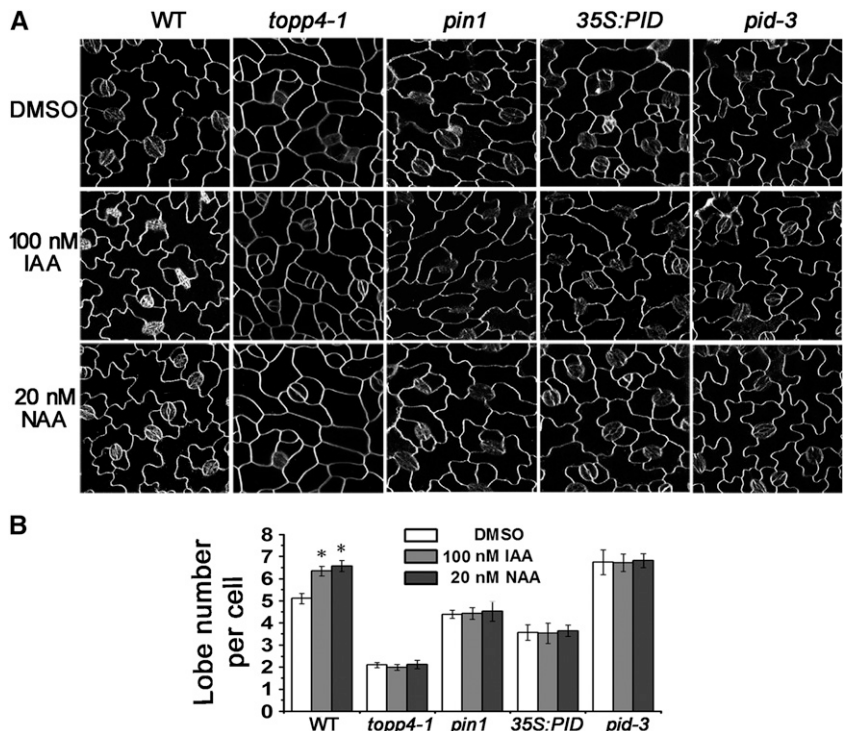 A
WT topp4-1 pin1 35S:PID pid-3
DMSO
100 nM
IAA
20 nM
NAA
B
DMSO
100 nM IAA
20 nM NAA
* *
Lobe number
per cell
8
7
6
5
4
3
2
1
0
WT topp4-1 pin1 35S:PID pid-3